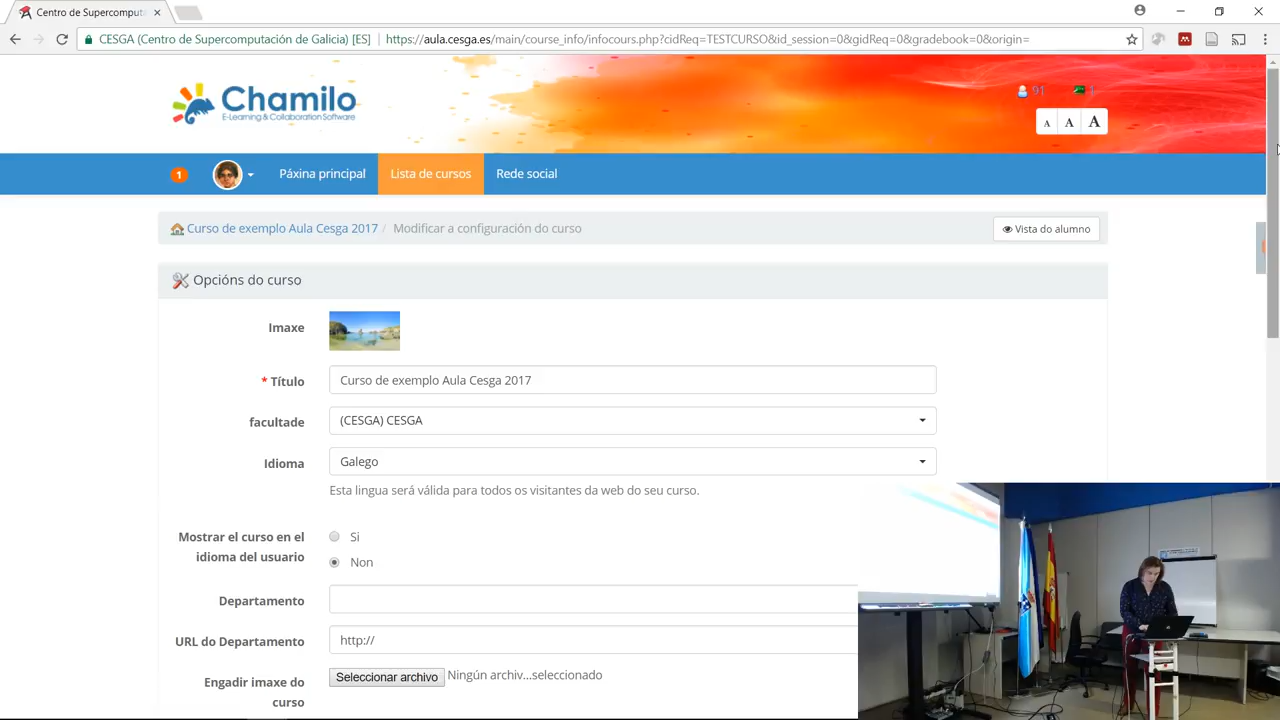 Centro de Supercomputa
CESGA (Centro de Supercomputación de Galicia) [ES]
https://aula.cesga.es/main/course_info/infocours.php?cidReq=TESTCURSO&id_session=0&gidReq=0&gradebook=0&origin=
Chamilo
E-Learning & Collaboration Software
91
1
A A A
1
Páxina principal
Lista de cursos
Rede social
Curso de exemplo Aula Cesga 2017 / Modificar a configuración do curso
Vista do alumno
Opcións do curso
Imaxe
* Título
Curso de exemplo Aula Cesga 2017
facultade
(CESGA) CESGA
Idioma
Galego
Esta lingua será válida para todos os visitantes da web do seu curso.
Mostrar el curso en el
idioma del usuario
Si
Non
Departamento
URL do Departamento
http://
Engadir imaxe do
curso
Seleccionar archivo
Ningún archiv...seleccionado